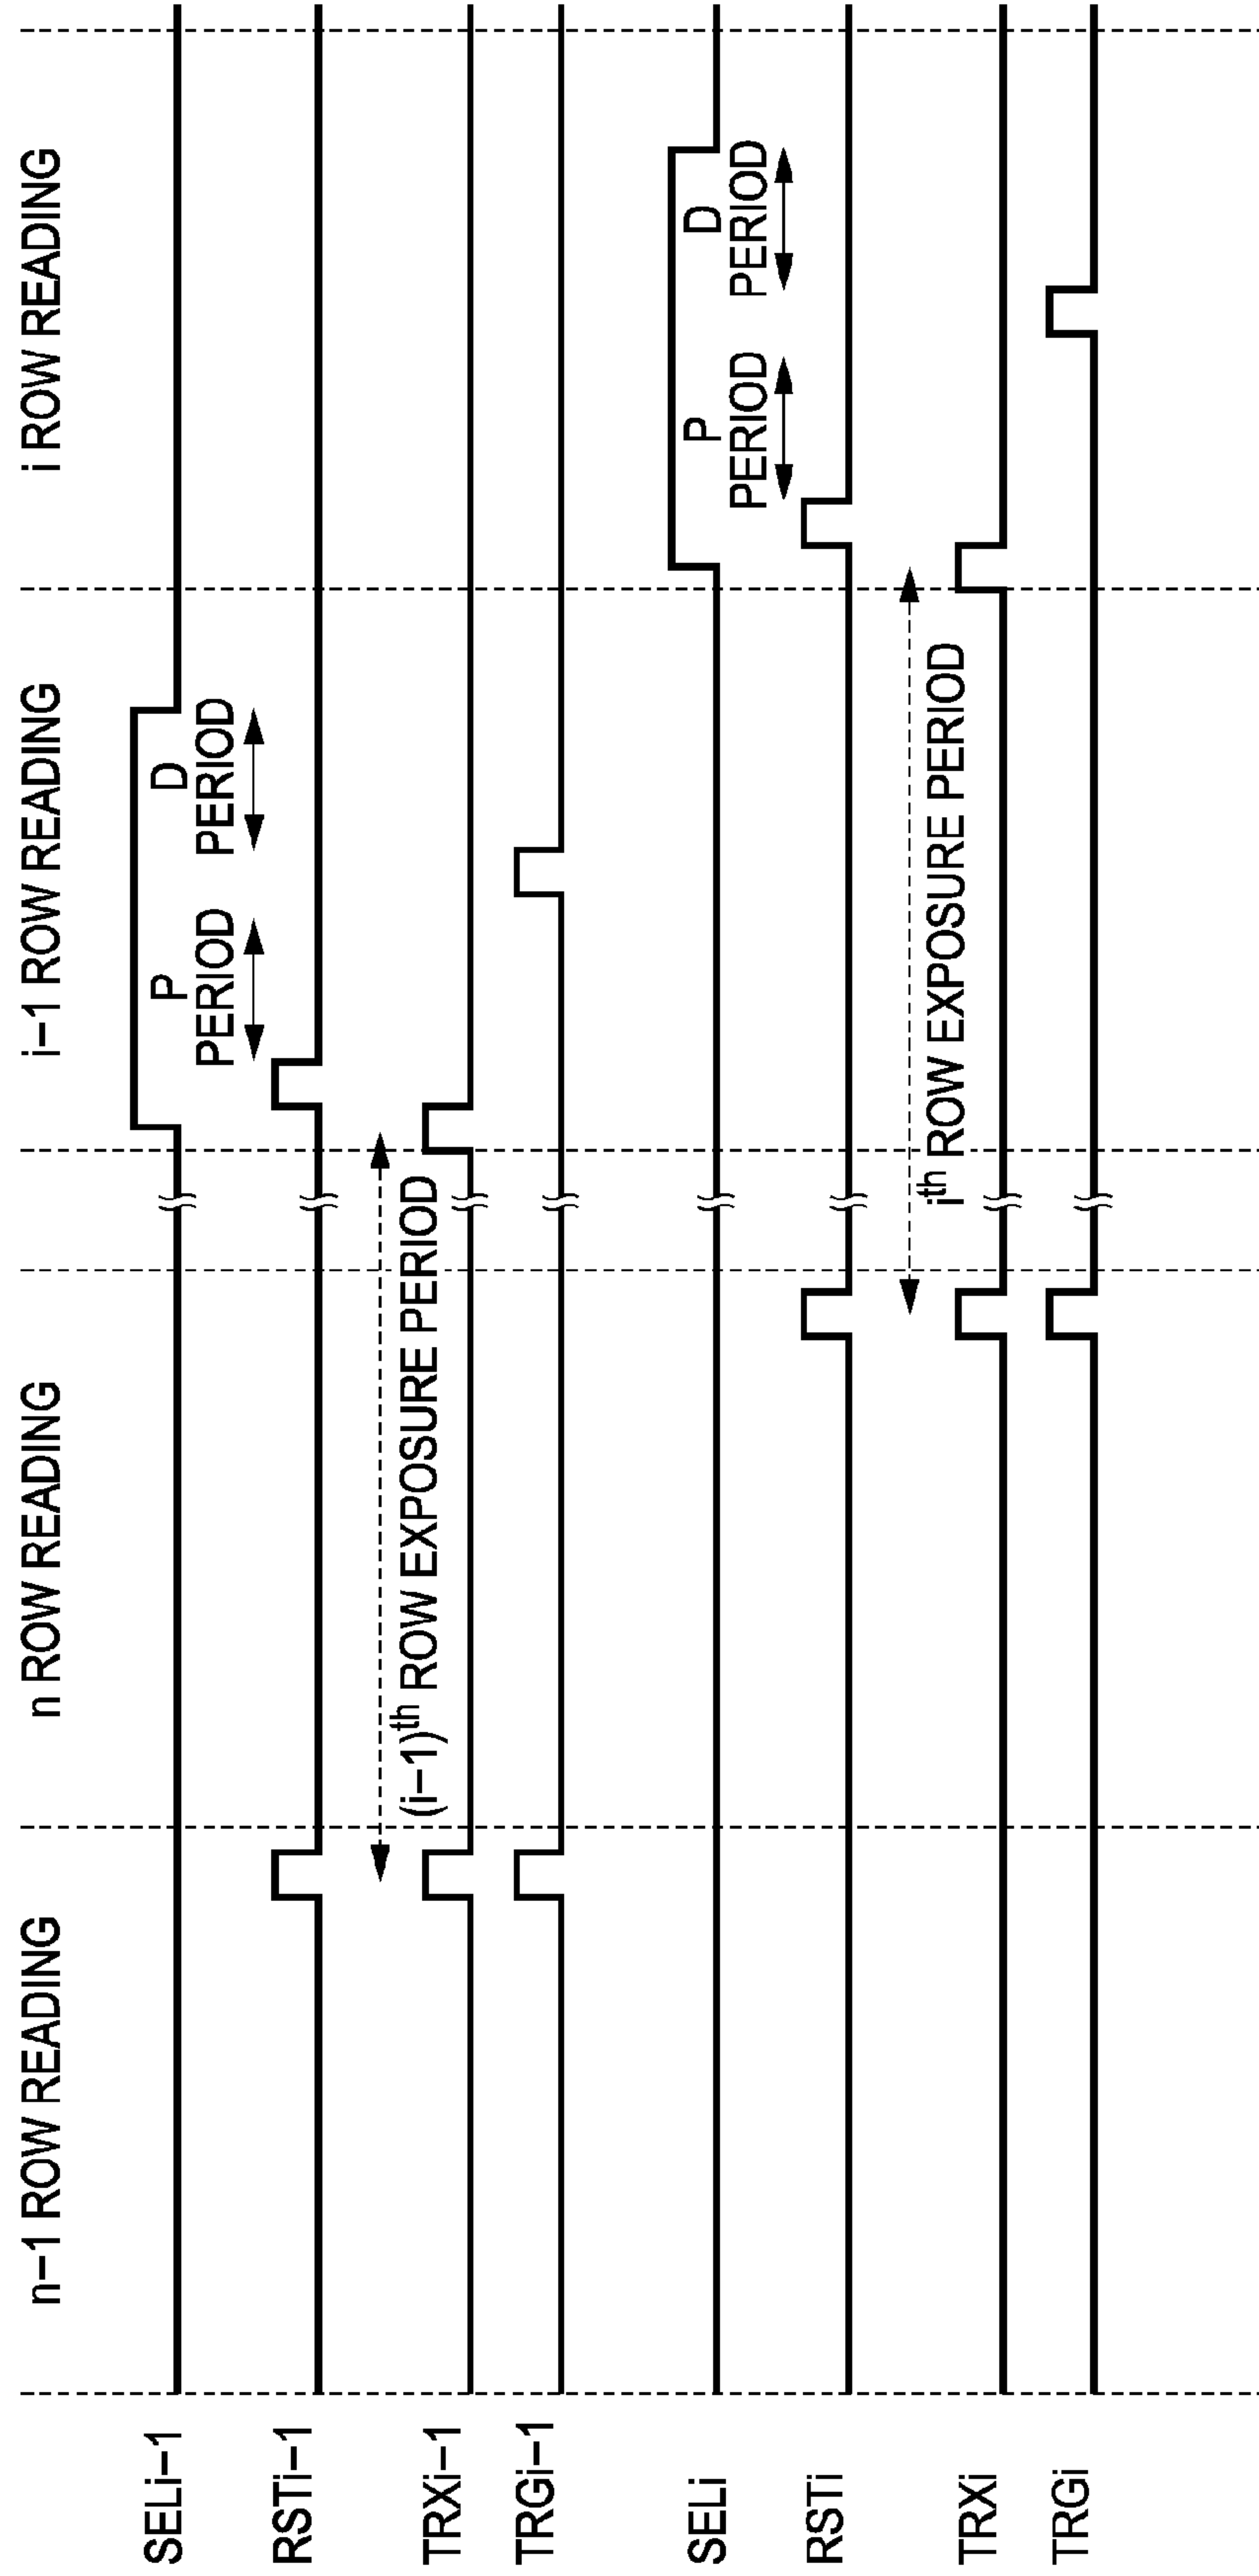 n−1 ROW READING
n ROW READING
i−1 ROW READING
i ROW READING
SELi−1
P
PERIOD
D
PERIOD
RSTi−1
(i−1)th ROW EXPOSURE PERIOD
TRXi−1
TRGi−1
SELi
P
PERIOD
D
PERIOD
RSTi
ith ROW EXPOSURE PERIOD
TRXi
TRGi